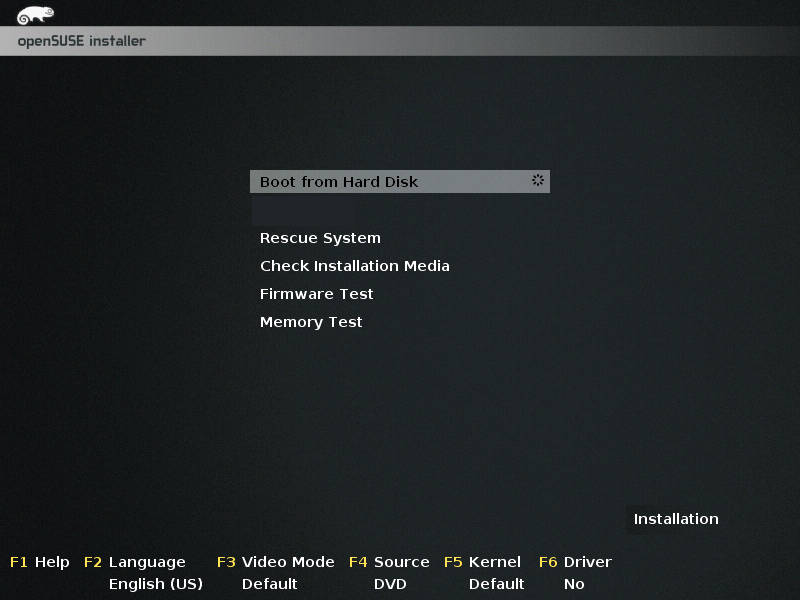 openSUSE installer
Boot from Hard Disk
Rescue System
Check Installation Media
Firmware Test
Memory Test
Installation
F1 Help F2 Language F3 Video Mode F4 Source F5 Kernel F6 Driver
English (US) Default DVD Default No